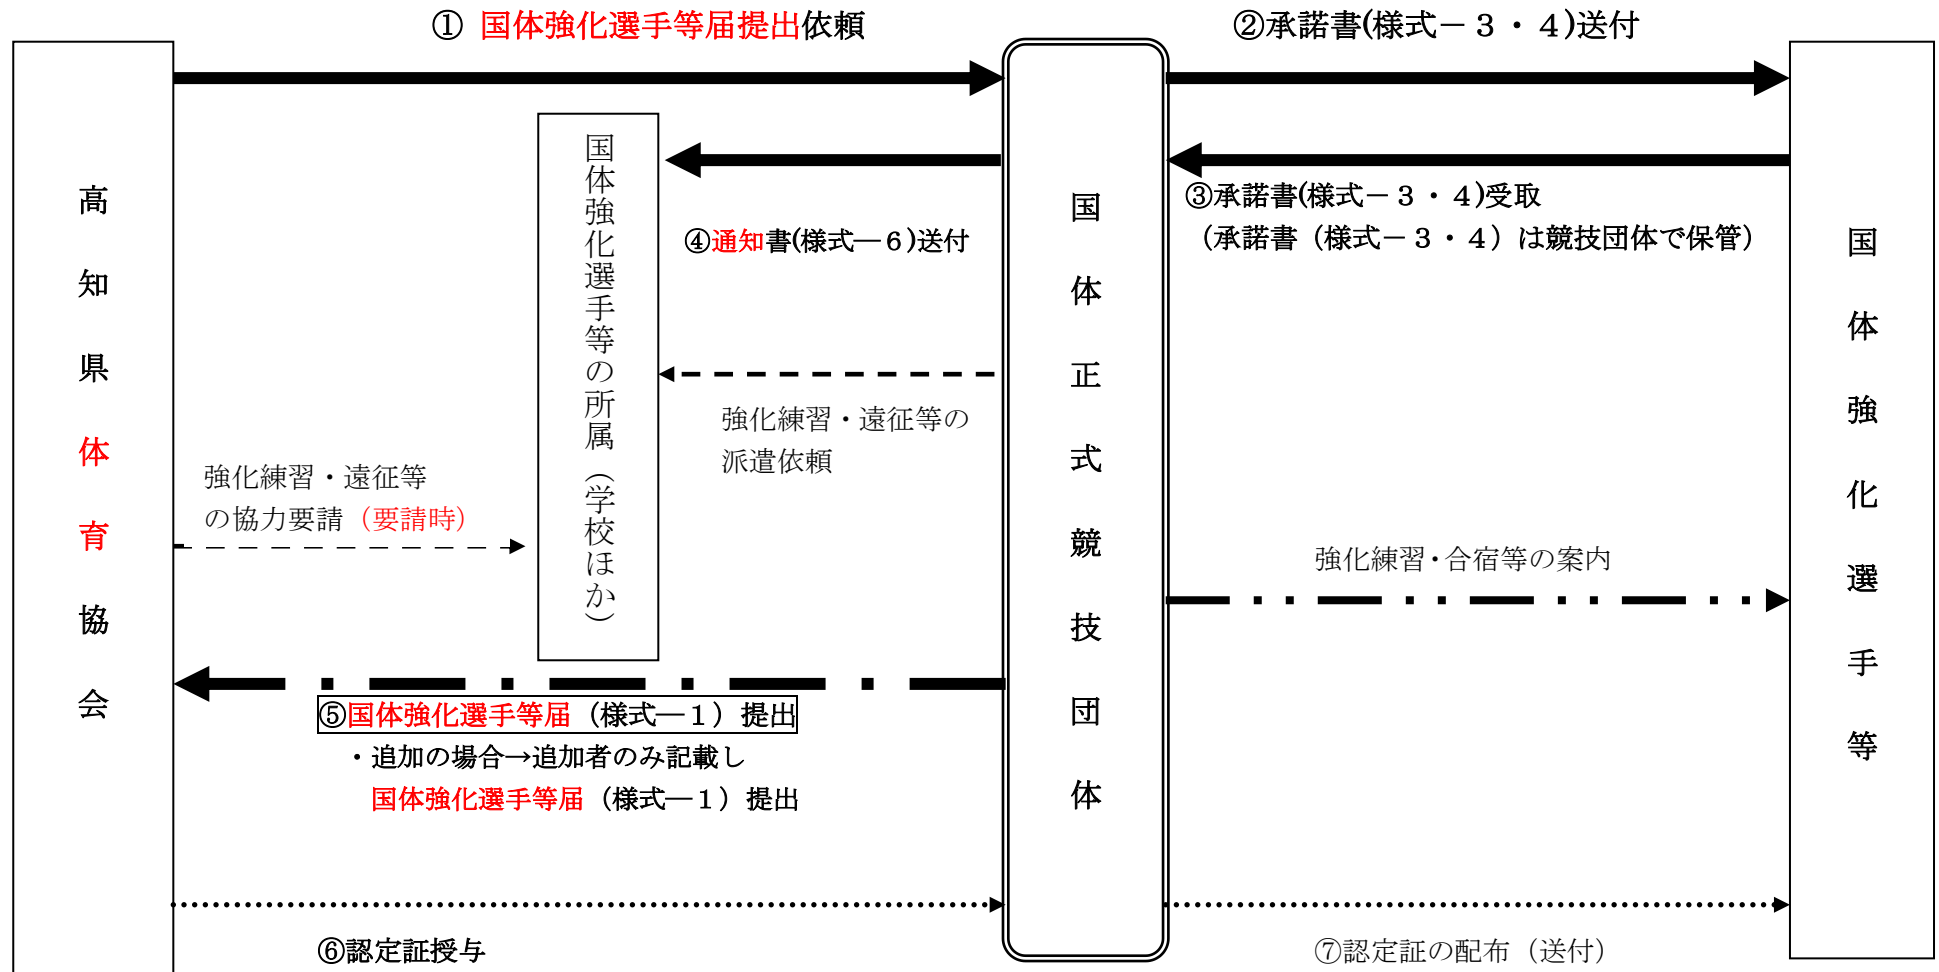 ① 国体強化選手等届提出依頼
②承諾書(様式－３・４)送付
高知県体育協会
国体強化選手等の所属（学校ほか）
国体正式競技団体
国体強化選手等
③承諾書(様式－３・４)受取
（承諾書（様式－３・４）は競技団体で保管）
④通知書(様式―６)送付
強化練習・遠征等の
派遣依頼
強化練習・遠征等
の協力要請（要請時）
強化練習・合宿等の案内
⑤国体強化選手等届（様式―１）提出
・追加の場合→追加者のみ記載し
国体強化選手等届（様式―１）提出
⑥認定証授与
⑦認定証の配布（送付）